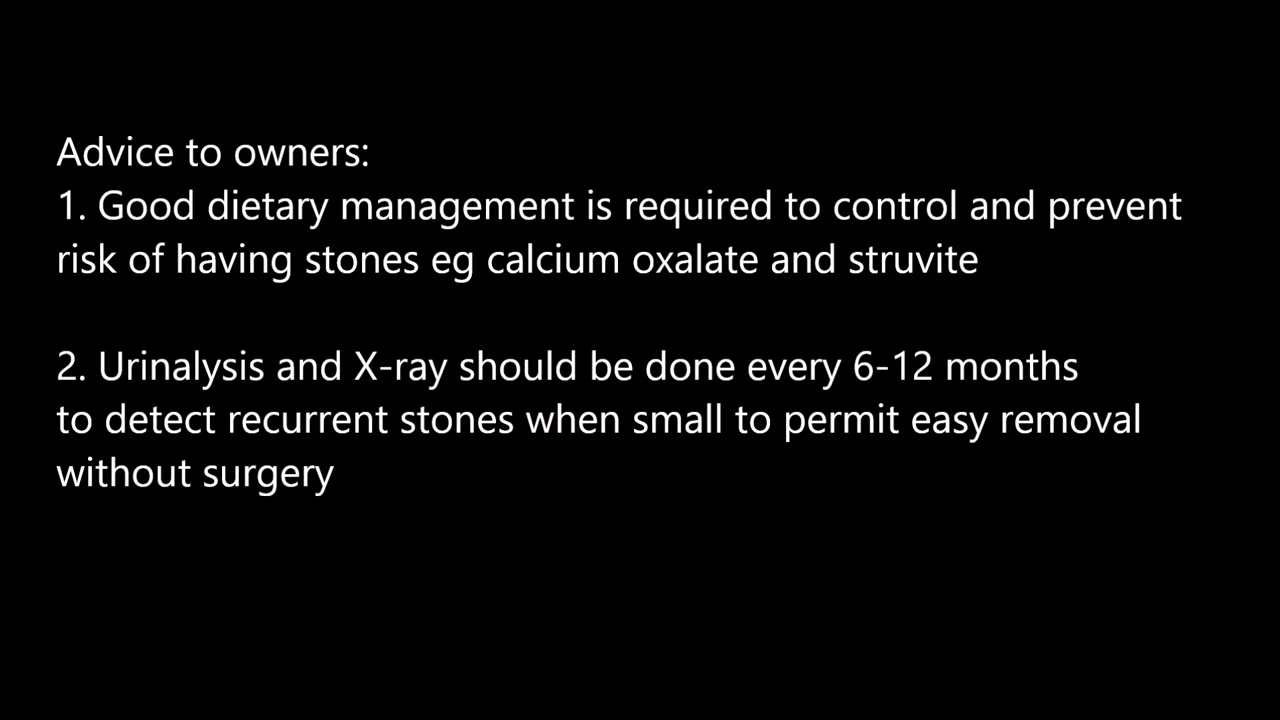 Advice to owners:
1. Good dietary management is required to control and prevent
risk of having stones eg calcium oxalate and struvite
2. Urinalysis and X-ray should be done every 6-12 months
to detect recurrent stones when small to permit easy removal
without surgery